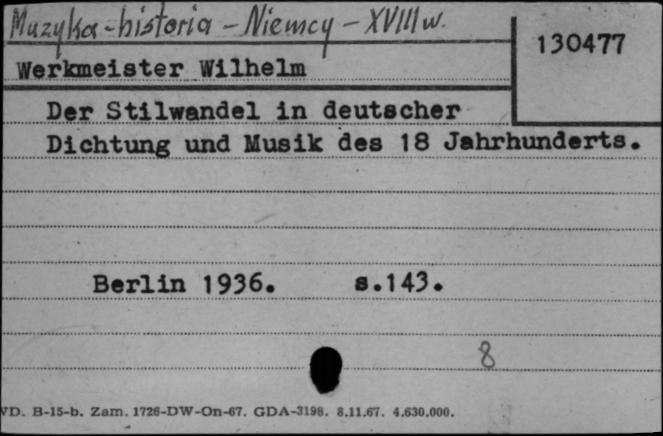 Muzyka-historia - Niemcy - XVIII w.
130477
Werkmeister Wilhelm
Der Stilwandel in deutscher
Dichtung und Musik des 18 Jahrhunderts.
Berlin 1936. s.143.
8
VD. B-15-b. Zam. 1726-DW-On-67. GDA-3198. 8.11.67. 4.630.000.